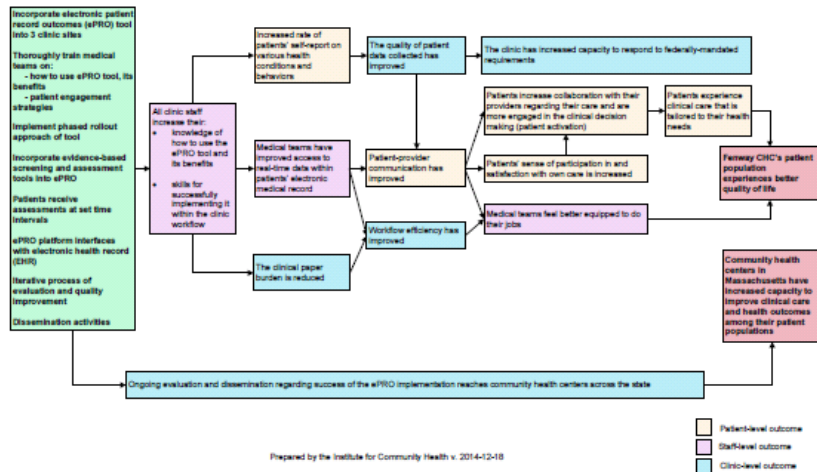 Incorporate electronic patient
record outcomes (ePRO) tool
into 3 clinic sites
Thoroughly train medical
teams on:
- how to use ePRO tool, its
benefits
- patient engagement
strategies
Implement phased rollout
approach of tool
Incorporate evidence-based
screening and assessment
tools into ePRO
Patients receive
assessments at set time
intervals
ePRO platform interfaces
with electronic health record
(EHR)
Iterative process of
evaluation and quality
improvement
Dissemination activities
All clinic staff
increase their:
• knowledge of
how to use the
ePRO tool and
its benefits
• skills for
successfully
implementing it
within the clinic
workflow
Increased rate of
patients' self-report on
various health
conditions and
behaviors
Medical teams have
improved access to
real-time data within
patients' electronic
medical record
The clinical paper
burden is reduced
The quality of patient
data collected has
improved
Patient-provider
communication has
improved
Workflow efficiency has
improved
The clinic has increased capacity to respond to federally-mandated
requirements
Patients increase collaboration with their
providers regarding their care and are
more engaged in the clinical decision
making (patient activation)
Patients' sense of participation in and
satisfaction with own care is increased
Medical teams feel better equipped to do
their jobs
Patients experience
clinical care that is
tailored to their health
needs
Fenway CHC's patient
population
experiences better
quality of life
Community health
centers in
Massachusetts have
increased capacity to
improve clinical care
and health outcomes
among their patient
populations
Ongoing evaluation and dissemination regarding success of the ePRO implementation reaches community health centers across the state
Patient-level outcome
Staff-level outcome
Clinic-level outcome
Prepared by the Institute for Community Health v. 2014-12-18